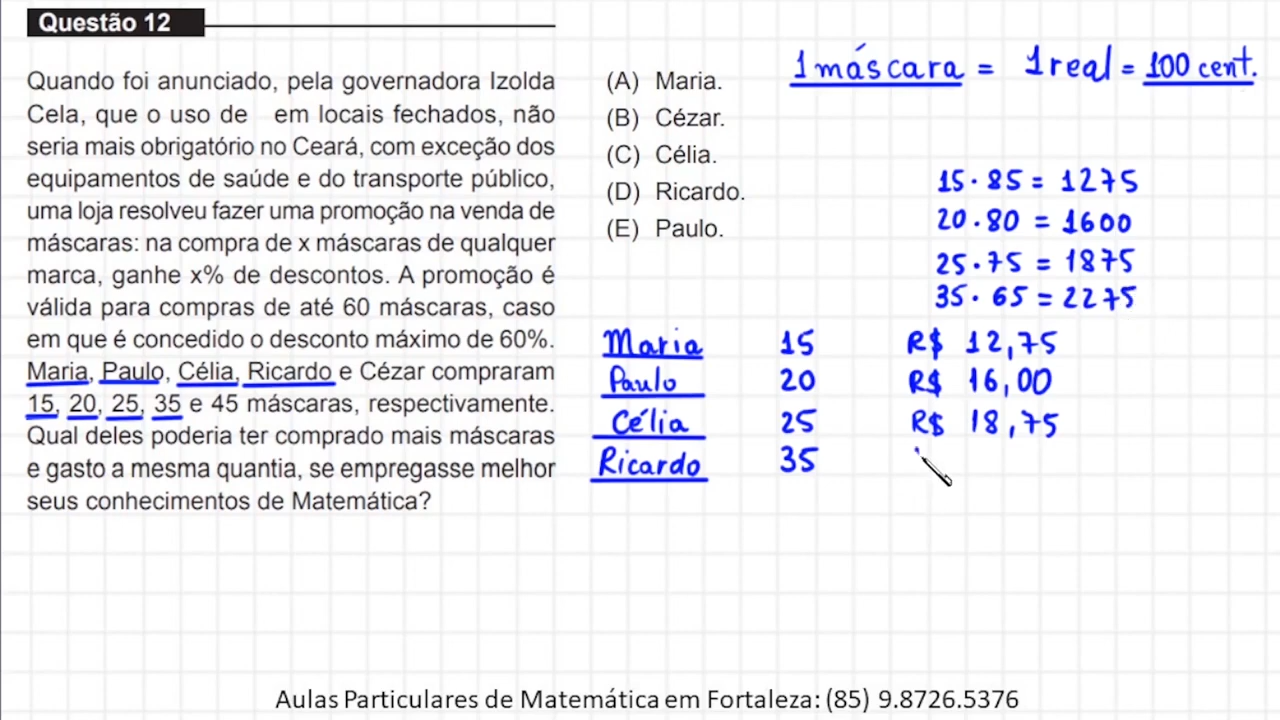 Questão 12
Quando foi anunciado, pela governadora Izolda
Cela, que o uso de em locais fechados, não
seria mais obrigatório no Ceará, com exceção dos
equipamentos de saúde e do transporte público,
uma loja resolveu fazer uma promoção na venda de
máscaras: na compra de x máscaras de qualquer
marca, ganhe x% de descontos. A promoção é
válida para compras de até 60 máscaras, caso
em que é concedido o desconto máximo de 60%.
Maria, Paulo, Célia, Ricardo e Cézar compraram
15, 20, 25, 35 e 45 máscaras, respectivamente.
Qual deles poderia ter comprado mais máscaras
e gasto a mesma quantia, se empregasse melhor
seus conhecimentos de Matemática?
(A) Maria.
(B) Cézar.
(C) Célia.
(D) Ricardo.
(E) Paulo.
1 máscara = 1 real = 100 cent.
15 · 85 = 1275
20 · 80 = 1600
25 · 75 = 1875
35 · 65 = 2275
Maria 15 R$ 12,75
Paulo 20 R$ 16,00
Célia 25 R$ 18,75
Ricardo 35
Aulas Particulares de Matemática em Fortaleza: (85) 9.8726.5376